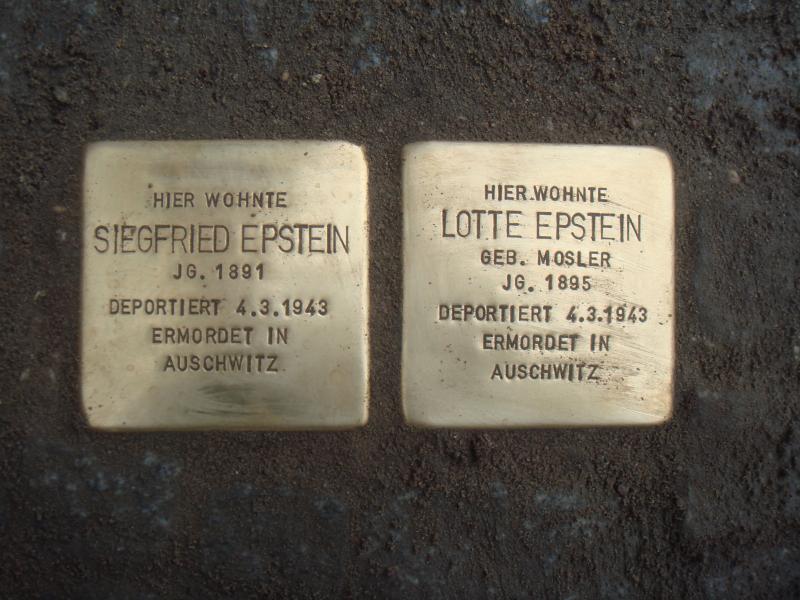 HIER WOHNTE
SIEGFRIED EPSTEIN
JG. 1891
DEPORTIERT 4.3.1943
ERMORDET IN
AUSCHWITZ
HIER WOHNTE
LOTTE EPSTEIN
GEB. MOSLER
JG. 1895
DEPORTIERT 4.3.1943
ERMORDET IN
AUSCHWITZ